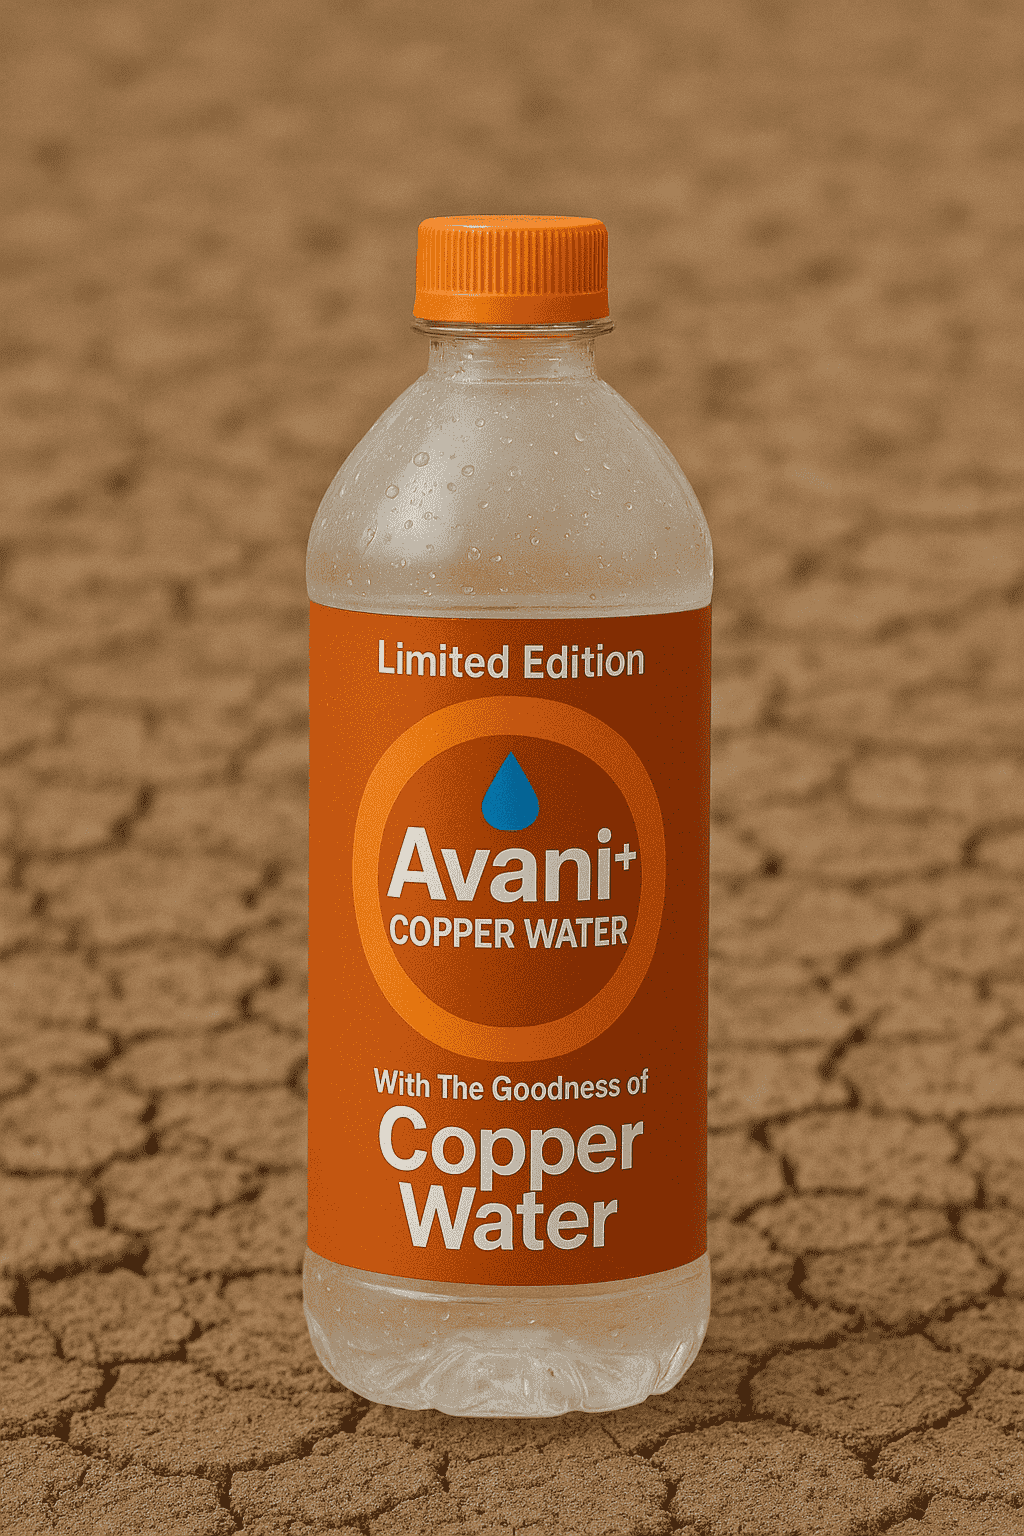 Limited Edition
Avani+
COPPER WATER
With The Goodness of
Copper
Water